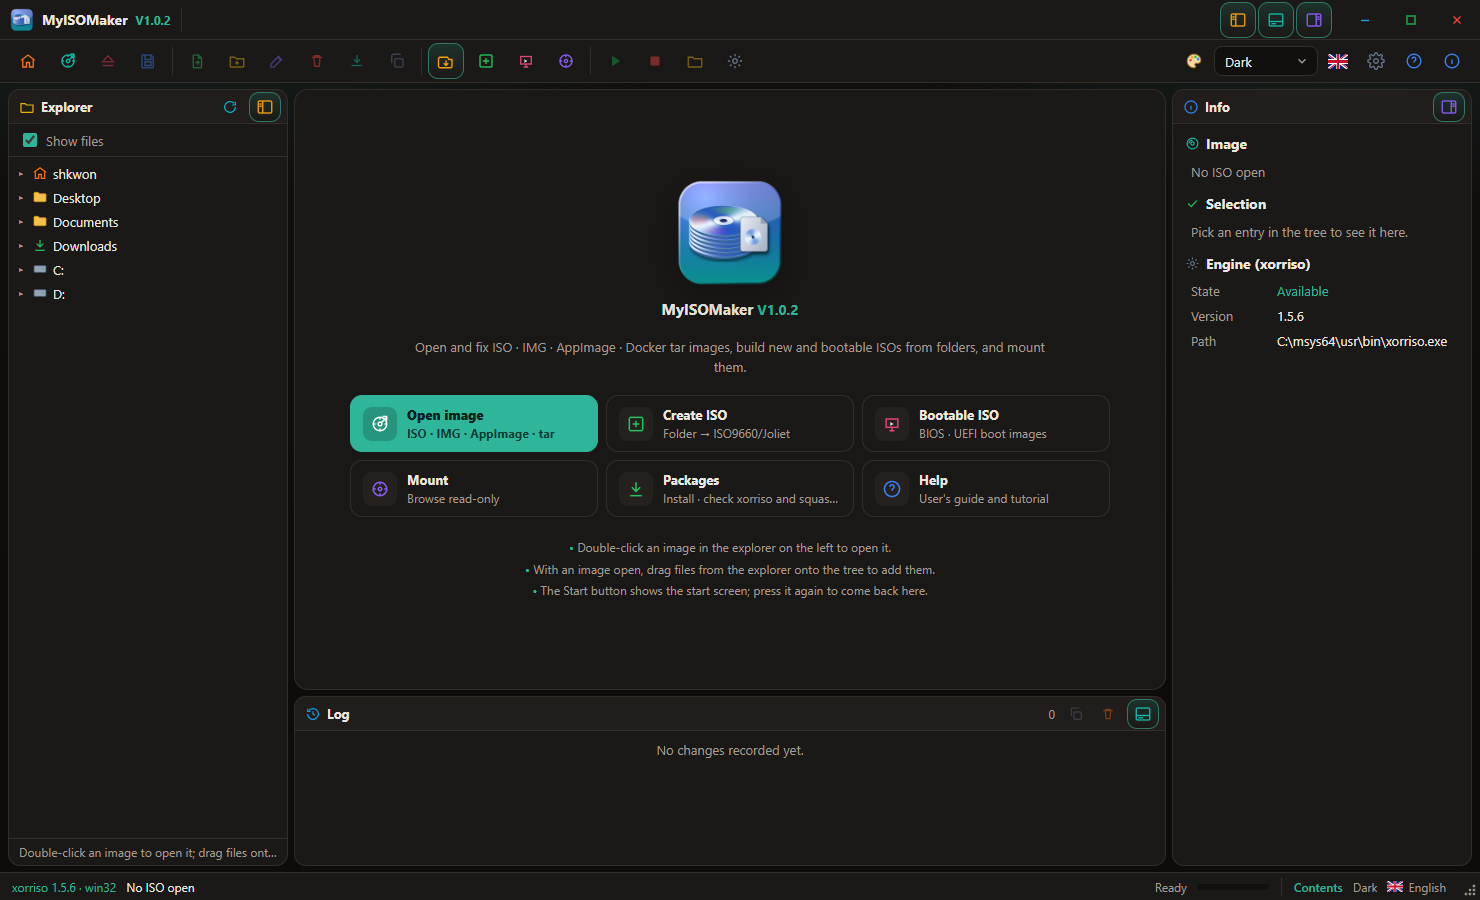 MyISOMaker V1.0.2
Dark
Explorer
Show files
shkwon
Desktop
Documents
Downloads
C:
D:
Double-click an image to open it; drag files ont...
MyISOMaker V1.0.2
Open and fix ISO · IMG · AppImage · Docker tar images, build new and bootable ISOs from folders, and mount
them.
Open image
ISO · IMG · AppImage · tar
Create ISO
Folder → ISO9660/Joliet
Bootable ISO
BIOS · UEFI boot images
Mount
Browse read-only
Packages
Install · check xorriso and squas...
Help
User's guide and tutorial
• Double-click an image in the explorer on the left to open it.
• With an image open, drag files from the explorer onto the tree to add them.
• The Start button shows the start screen; press it again to come back here.
Log
0
No changes recorded yet.
Info
Image
No ISO open
Selection
Pick an entry in the tree to see it here.
Engine (xorriso)
State Available
Version 1.5.6
Path C:\msys64\usr\bin\xorriso.exe
xorriso 1.5.6 · win32 No ISO open
Ready
Contents Dark English